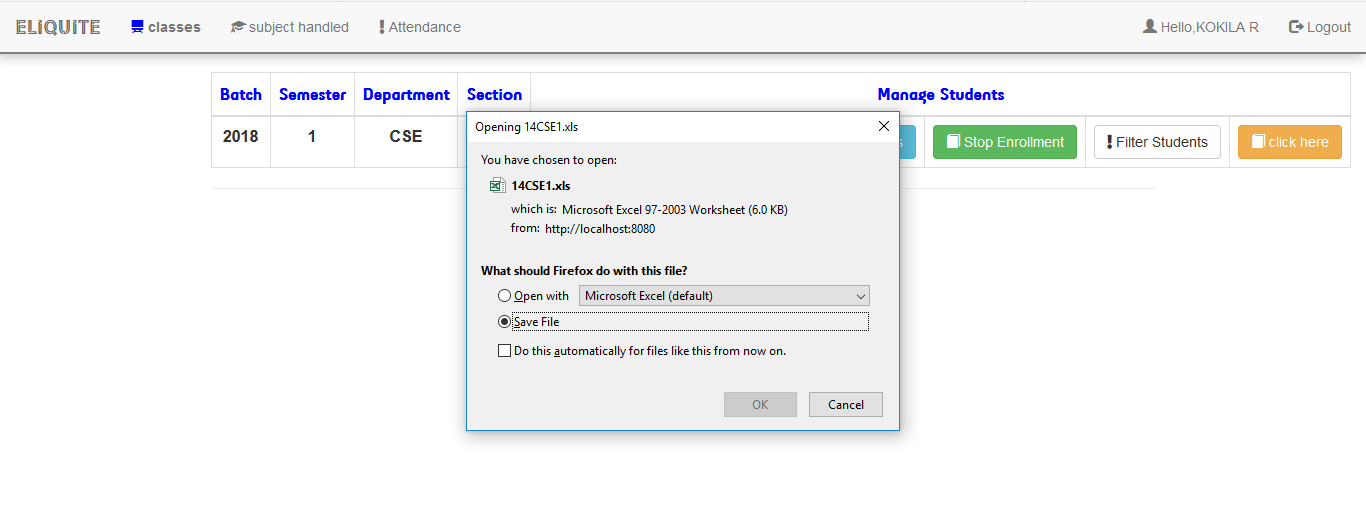 ELiQUiTE classes subject handled Attendance Hello,KOKILA R Logout
Batch Semester Department Section Manage Students
2018 1 CSE s Stop Enrollment Filter Students click here
Opening 14CSE1.xls
You have chosen to open:
14CSE1.xls
which is: Microsoft Excel 97-2003 Worksheet (6.0 KB)
from: http://localhost:8080
What should Firefox do with this file?
Open with Microsoft Excel (default)
Save File
Do this automatically for files like this from now on.
OK Cancel